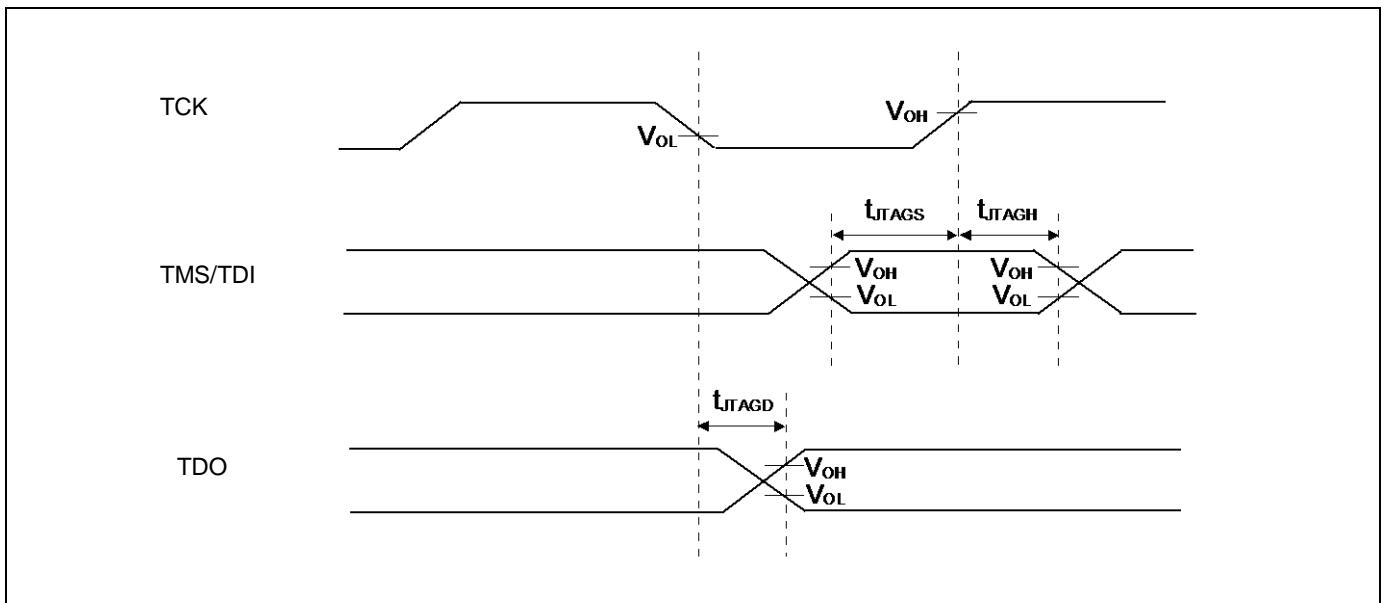 TCK
VOL
VOH
tJTAGS tJTAGH
TMS/TDI
VOH VOH
VOL VOL
tJTAGD
TDO
VOH
VOL